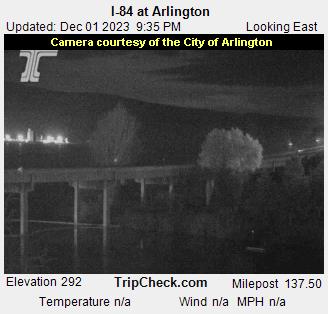 I-84 at Arlington
Updated: Dec 01 2023 9:35 PM Looking East
Camera courtesy of the City of Arlington
Elevation 292 TripCheck.com Milepost 137.50
Temperature n/a Wind n/a MPH n/a